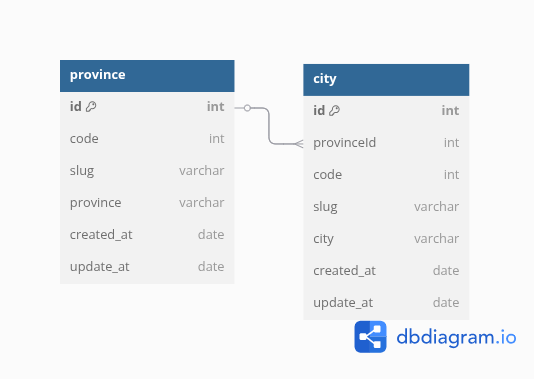 province
id int
code int
slug varchar
province varchar
created_at date
update_at date
city
id int
provinceId int
code int
slug varchar
city varchar
created_at date
update_at date
dbdiagram.io